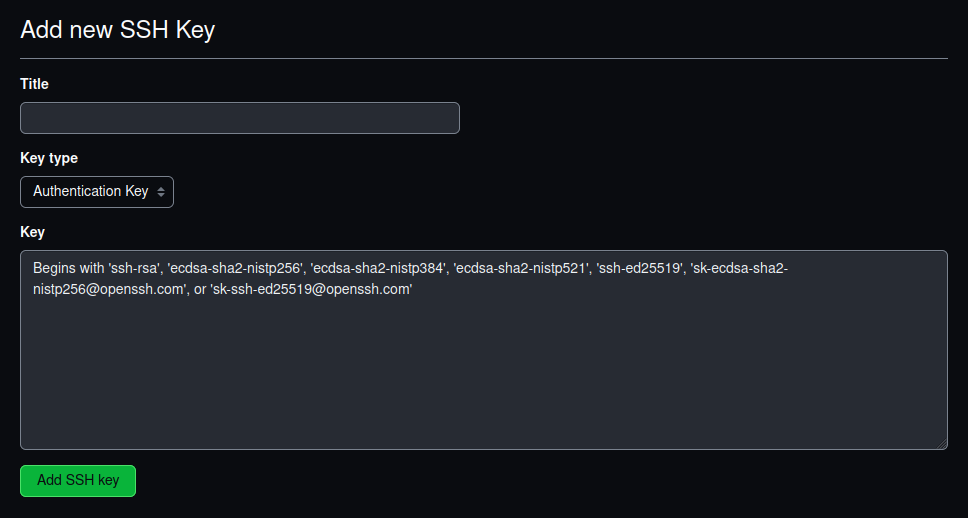 Add new SSH Key
Title
Key type
Authentication Key
Key
Begins with 'ssh-rsa', 'ecdsa-sha2-nistp256', 'ecdsa-sha2-nistp384', 'ecdsa-sha2-nistp521', 'ssh-ed25519', 'sk-ecdsa-sha2-
nistp256@openssh.com', or 'sk-ssh-ed25519@openssh.com'
Add SSH key